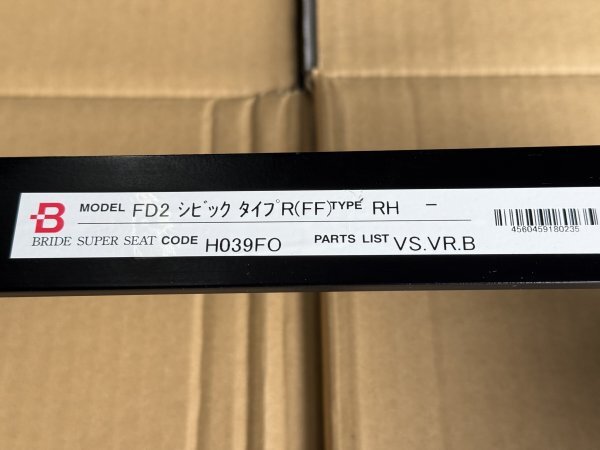 B MODEL FD2 シビック タイプR(FF) TYPE RH –
BRIDE SUPER SEAT CODE H039FO PARTS LIST VS.VR.B
4560459180235